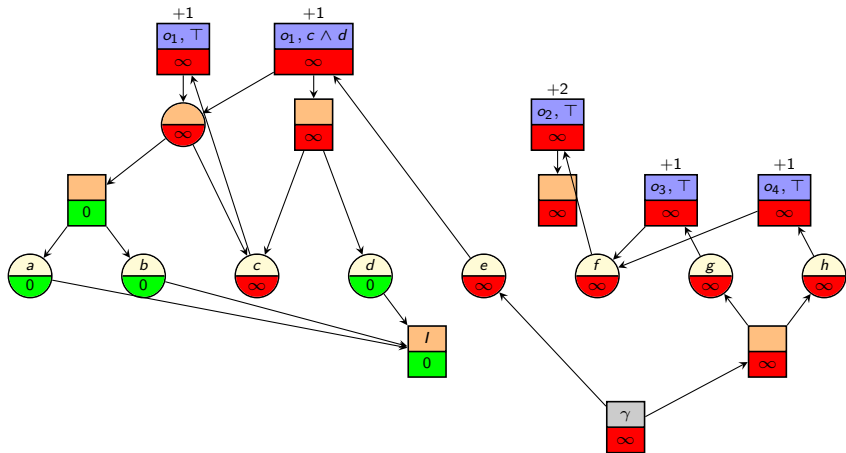 +1 +1
o₁, ⊤ o₁, c ∧ d
∞ ∞
+2
o₂, ⊤
∞ ∞ ∞
+1 +1
o₃, ⊤ o₄, ⊤
0 ∞ ∞ ∞
a b c d e f g h
0 0 ∞ 0 ∞ ∞ ∞ ∞
I
0 ∞
γ
∞